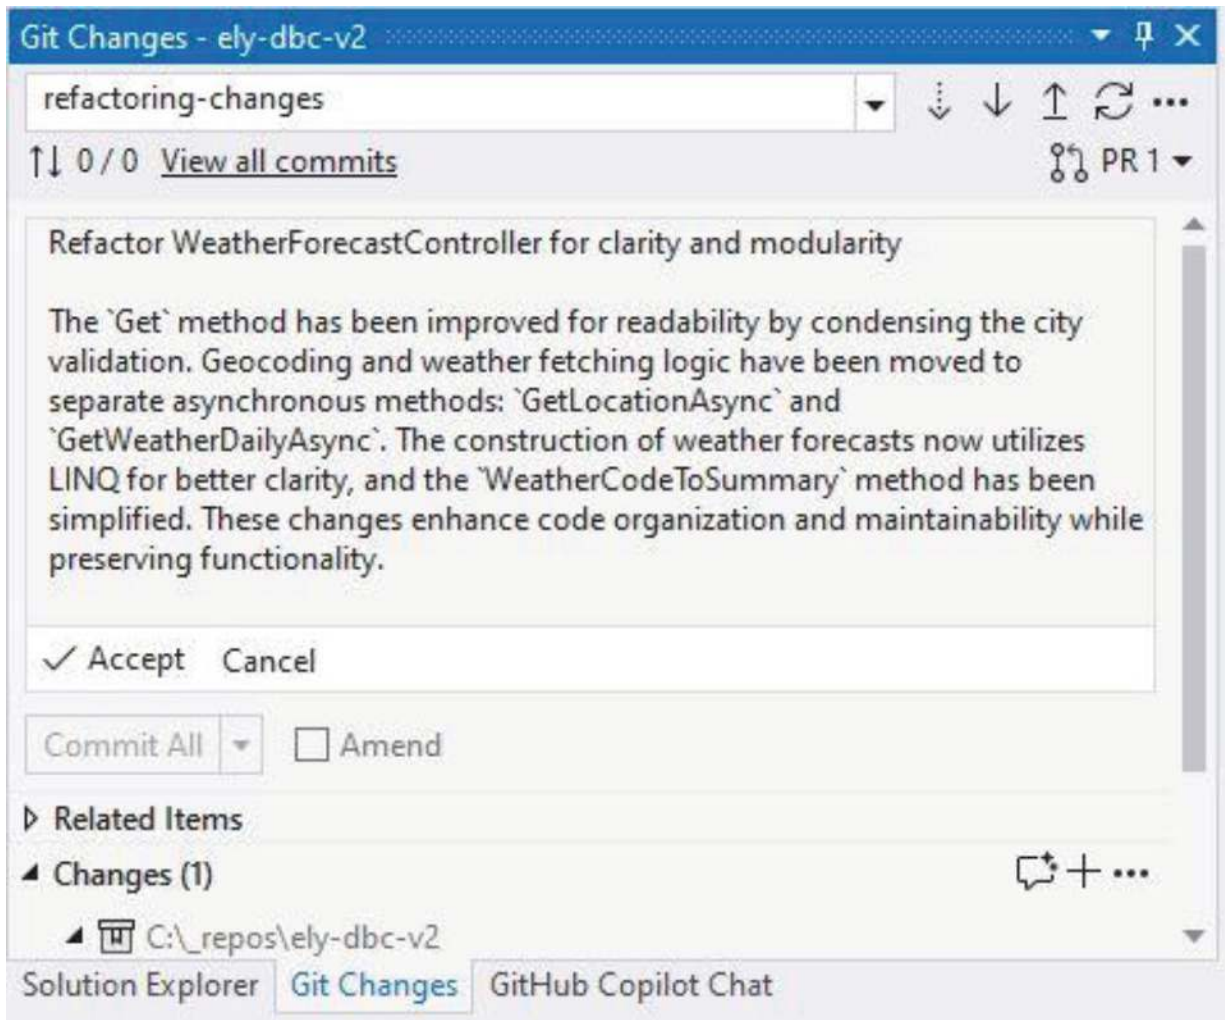 Git Changes - ely-dbc-v2
refactoring-changes
0 / 0 View all commits PR 1
Refactor WeatherForecastController for clarity and modularity
The `Get` method has been improved for readability by condensing the city
validation. Geocoding and weather fetching logic have been moved to
separate asynchronous methods: `GetLocationAsync` and
`GetWeatherDailyAsync`. The construction of weather forecasts now utilizes
LINQ for better clarity, and the `WeatherCodeToSummary` method has been
simplified. These changes enhance code organization and maintainability while
preserving functionality.
Accept Cancel
Commit All Amend
Related Items
Changes (1)
C:\_repos\ely-dbc-v2
Solution Explorer Git Changes GitHub Copilot Chat